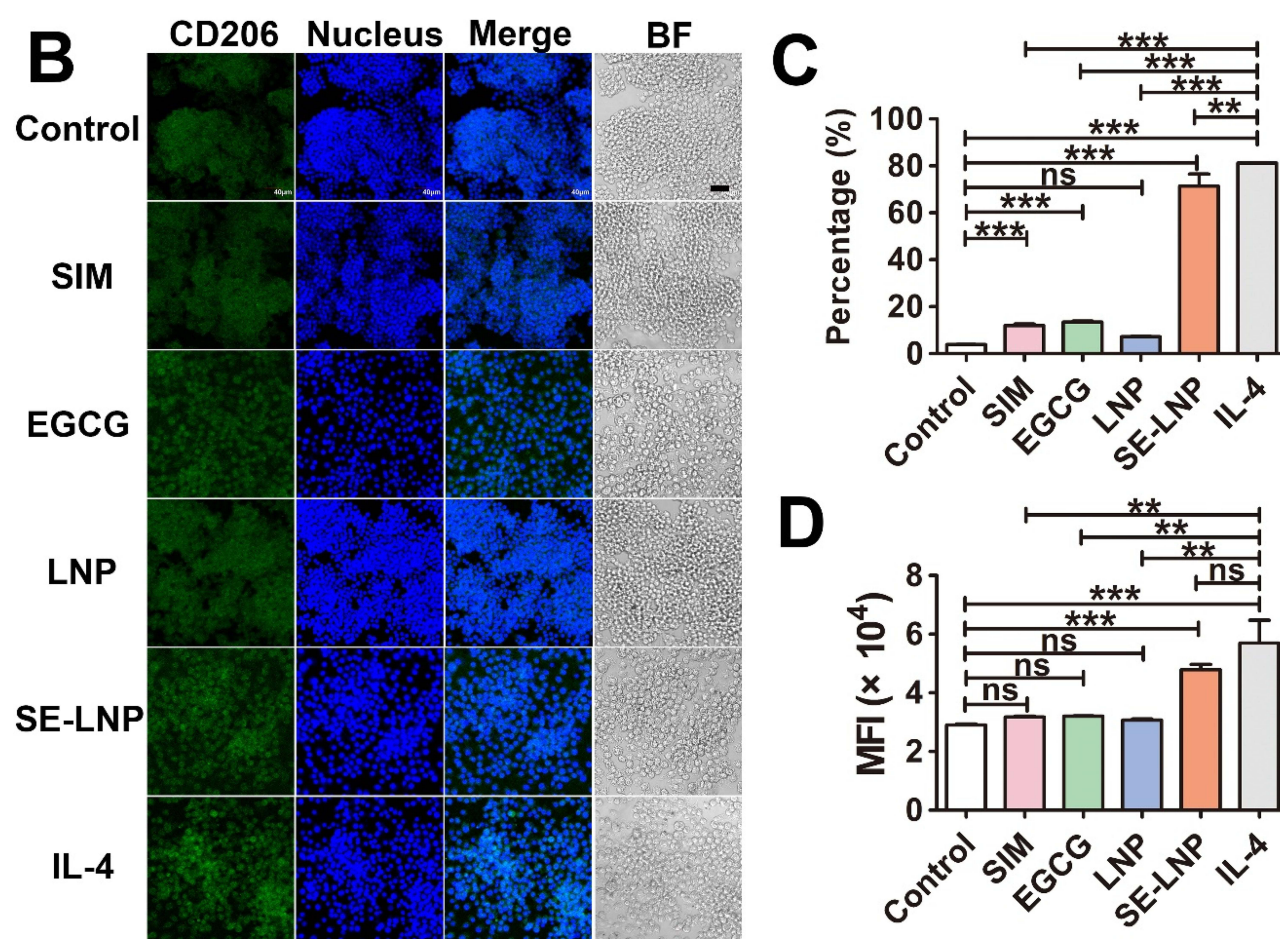 B
CD206 Nucleus Merge BF
Control
40μm 40μm 40μm
SIM
EGCG
LNP
SE-LNP
IL-4
C
***
***
***
**
***
***
ns
***
***
Percentage (%)
100
80
60
40
20
0
Control SIM EGCG LNP SE-LNP IL-4
D
**
**
**
ns
***
***
ns
ns
ns
MFI (× 10⁴)
8
6
4
2
0
Control SIM EGCG LNP SE-LNP IL-4